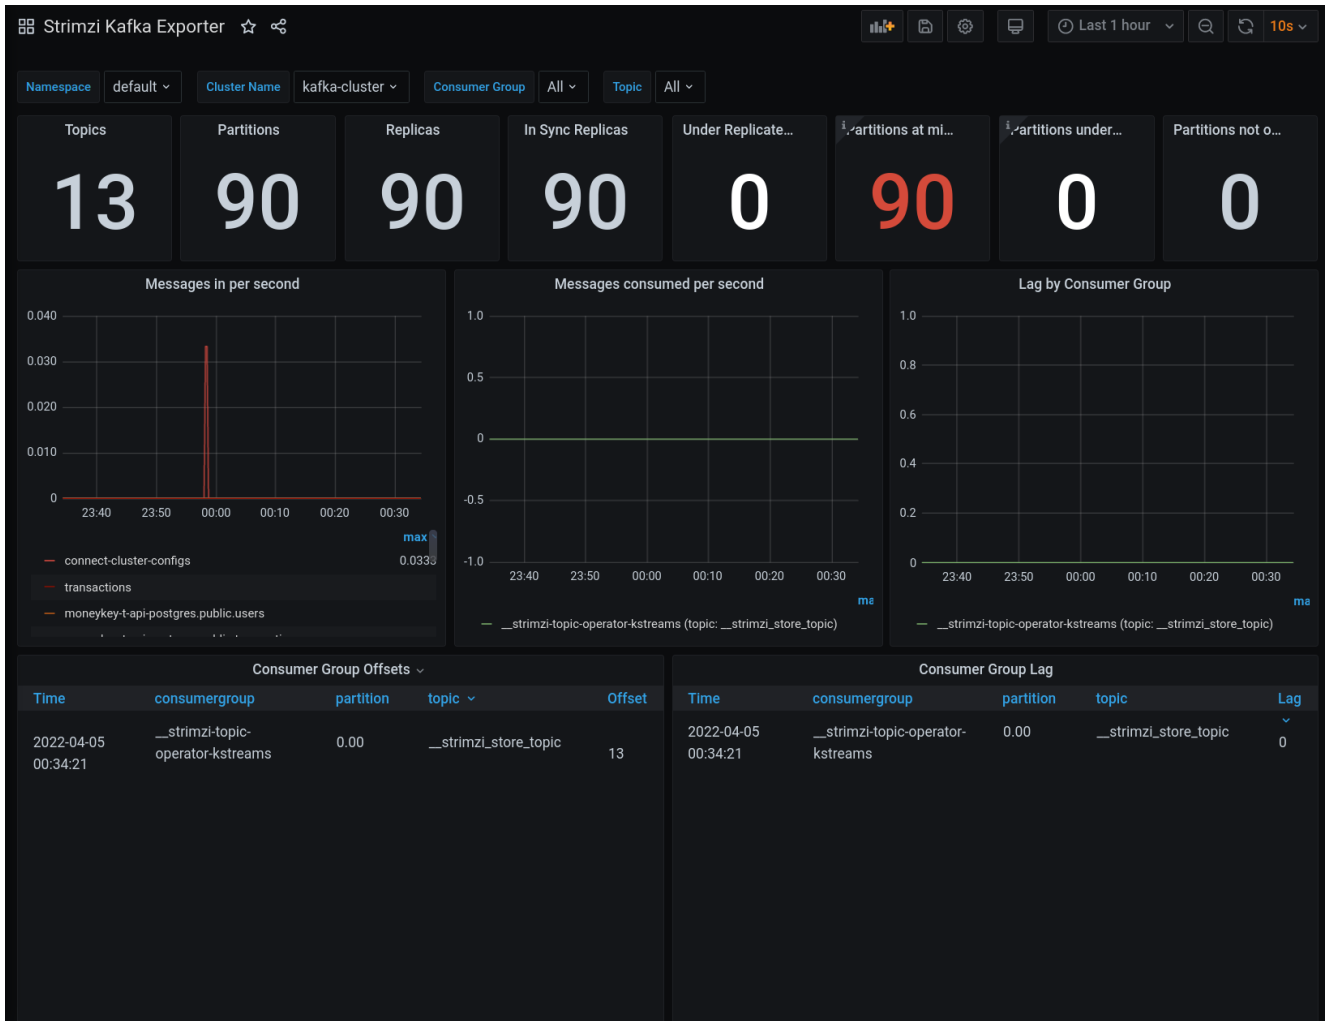 Strimzi Kafka Exporter
Last 1 hour
10s
Namespace default Cluster Name kafka-cluster Consumer Group All Topic All
Topics
13
Partitions
90
Replicas
90
In Sync Replicas
90
Under Replicate...
0
Partitions at mi...
90
Partitions under...
0
Partitions not o...
0
Messages in per second
0.040
0.030
0.020
0.010
0
23:40 23:50 00:00 00:10 00:20 00:30
max
connect-cluster-configs 0.0333
transactions
moneykey-t-api-postgres.public.users
Messages consumed per second
1.0
0.5
0
-0.5
-1.0
23:40 23:50 00:00 00:10 00:20 00:30
ma
__strimzi-topic-operator-kstreams (topic: __strimzi_store_topic)
Lag by Consumer Group
1.0
0.8
0.6
0.4
0.2
0
23:40 23:50 00:00 00:10 00:20 00:30
ma
__strimzi-topic-operator-kstreams (topic: __strimzi_store_topic)
Consumer Group Offsets
Time consumergroup partition topic Offset
2022-04-05
00:34:21
__strimzi-topic-
operator-kstreams
0.00
__strimzi_store_topic
13
Consumer Group Lag
Time consumergroup partition topic Lag
2022-04-05
00:34:21
__strimzi-topic-operator-
kstreams
0.00
__strimzi_store_topic
0